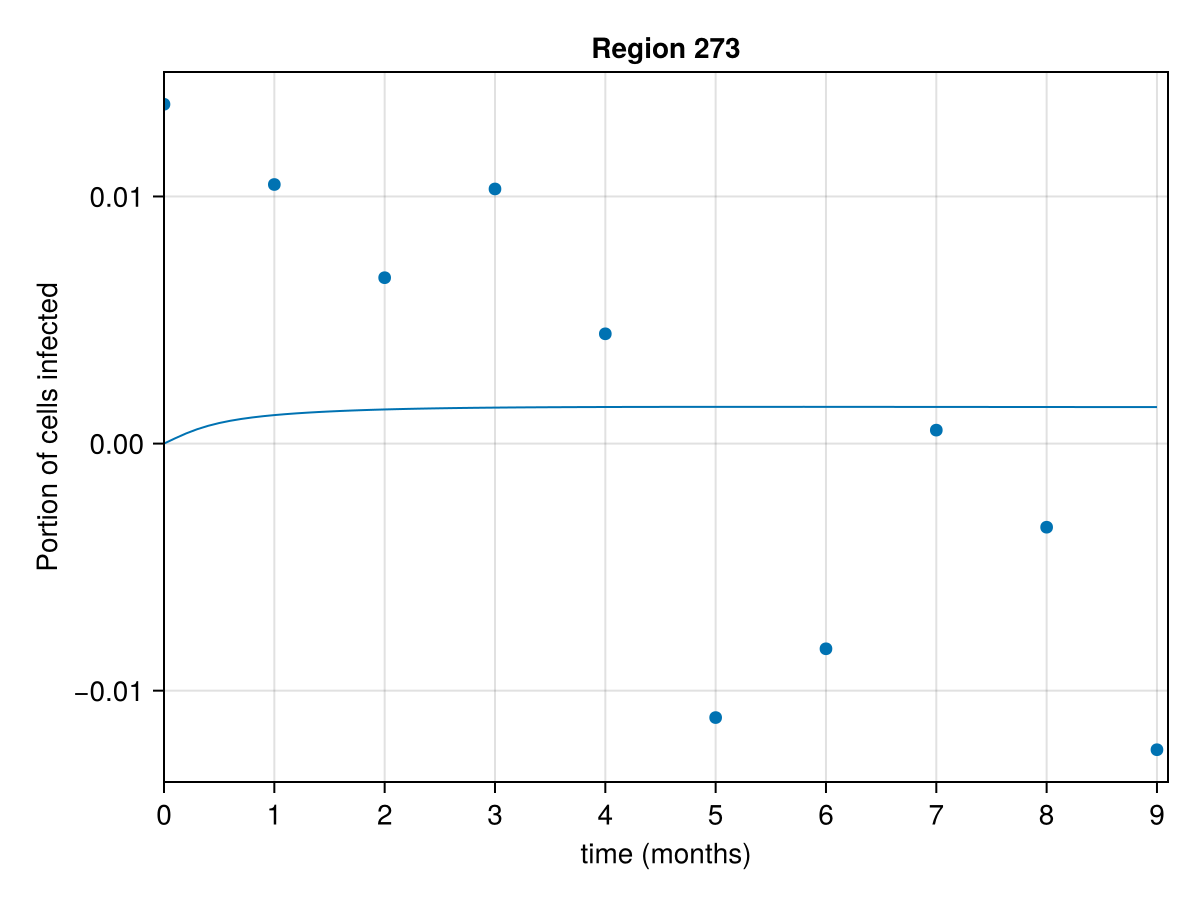 Region 273
Portion of cells infected
0.01
0.00
−0.01
0 1 2 3 4 5 6 7 8 9
time (months)